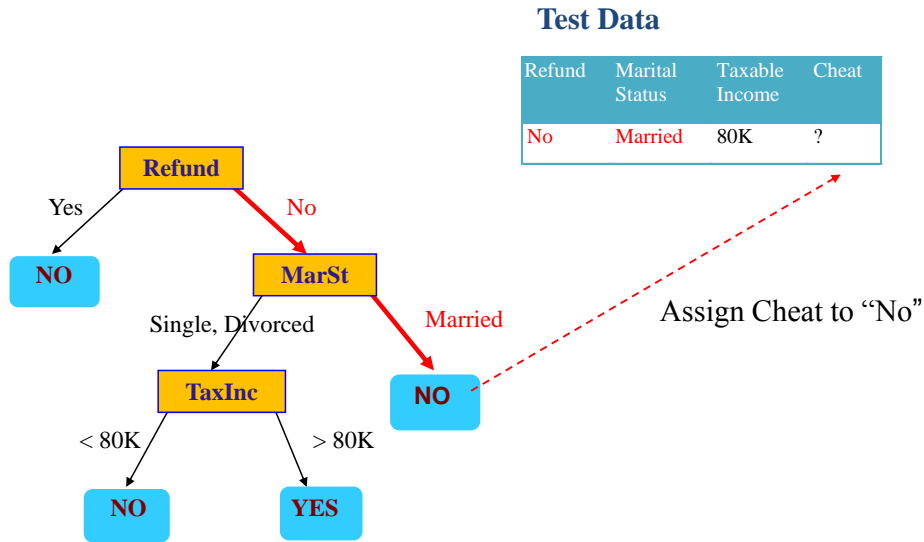 Test Data
Refund Marital Taxable Cheat
Status Income
No Married 80K ?
Refund
Yes
No
NO
MarSt
Single, Divorced
Married
Assign Cheat to “No”
TaxInc
NO
< 80K
> 80K
NO
YES